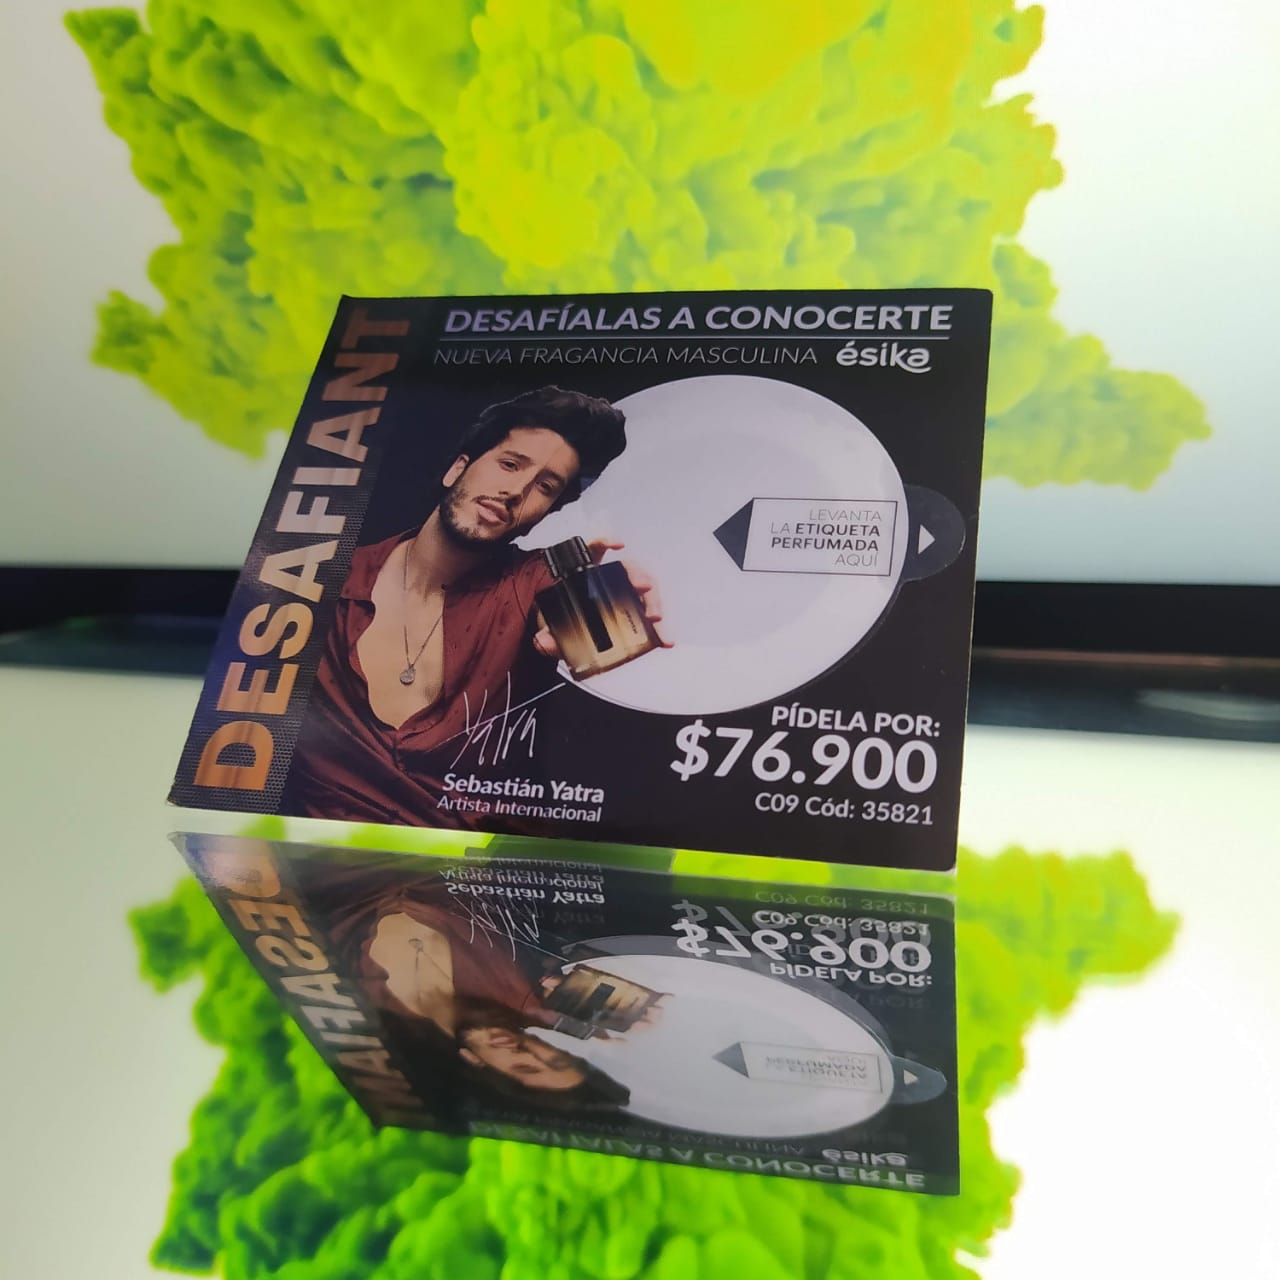 DESAFIANT
DESAFÍALAS A CONOCERTE
NUEVA FRAGANCIA MASCULINA ésika
LEVANTA
LA ETIQUETA
PERFUMADA
AQUÍ
Yatra
Sebastián Yatra
Artista Internacional
PÍDELA POR:
$76.900
C09 Cód: 35821